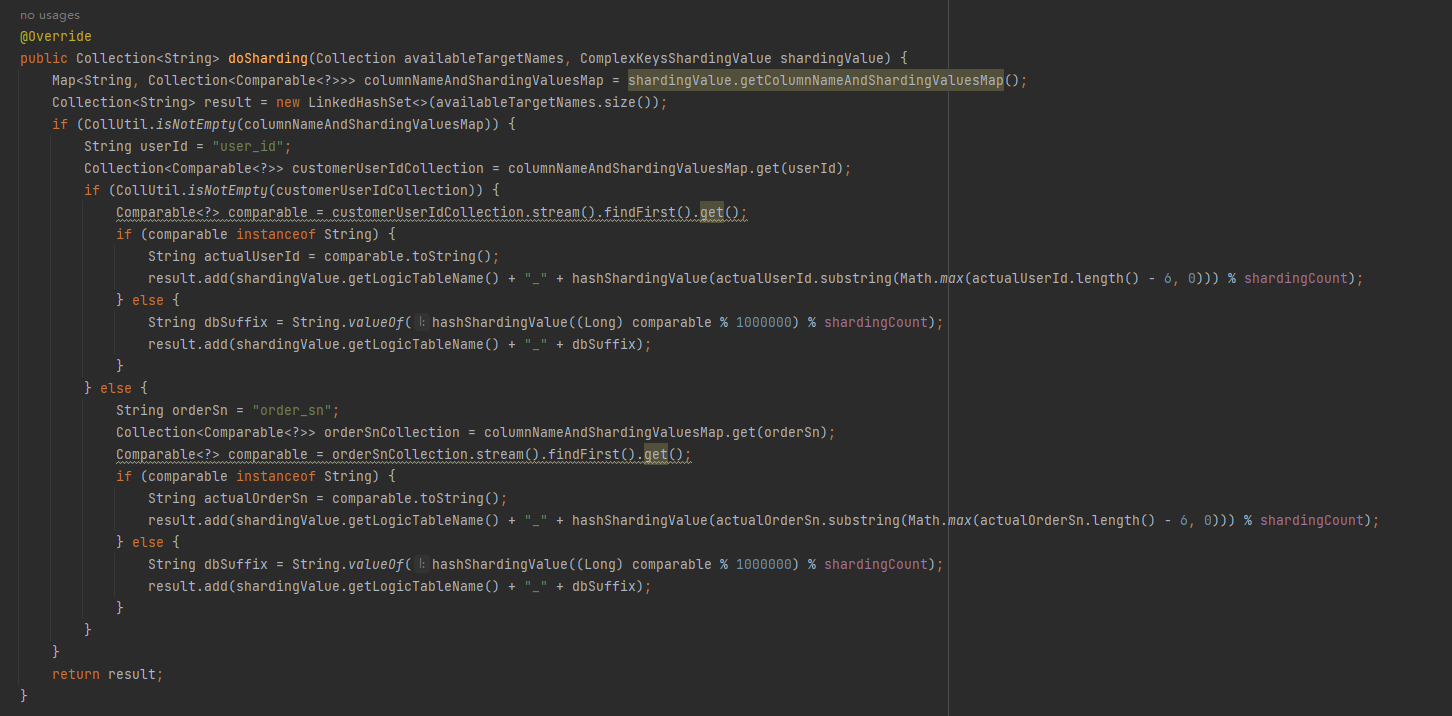 no usages
@Override
public Collection<String> doSharding(Collection availableTargetNames, ComplexKeysShardingValue shardingValue) {
Map<String, Collection<Comparable<?>>> columnNameAndShardingValuesMap = shardingValue.getColumnNameAndShardingValuesMap();
Collection<String> result = new LinkedHashSet<>(availableTargetNames.size());
if (CollUtil.isNotEmpty(columnNameAndShardingValuesMap)) {
String userId = "user_id";
Collection<Comparable<?>> customerUserIdCollection = columnNameAndShardingValuesMap.get(userId);
if (CollUtil.isNotEmpty(customerUserIdCollection)) {
Comparable<?> comparable = customerUserIdCollection.stream().findFirst().get();
if (comparable instanceof String) {
String actualUserId = comparable.toString();
result.add(shardingValue.getLogicTableName() + "_" + hashShardingValue(actualUserId.substring(Math.max(actualUserId.length() - 6, 0))) % shardingCount);
} else {
String dbSuffix = String.valueOf( l: hashShardingValue((Long) comparable % 1000000) % shardingCount);
result.add(shardingValue.getLogicTableName() + "_" + dbSuffix);
}
} else {
String orderSn = "order_sn";
Collection<Comparable<?>> orderSnCollection = columnNameAndShardingValuesMap.get(orderSn);
Comparable<?> comparable = orderSnCollection.stream().findFirst().get();
if (comparable instanceof String) {
String actualOrderSn = comparable.toString();
result.add(shardingValue.getLogicTableName() + "_" + hashShardingValue(actualOrderSn.substring(Math.max(actualOrderSn.length() - 6, 0))) % shardingCount);
} else {
String dbSuffix = String.valueOf( l: hashShardingValue((Long) comparable % 1000000) % shardingCount);
result.add(shardingValue.getLogicTableName() + "_" + dbSuffix);
}
}
}
return result;
}